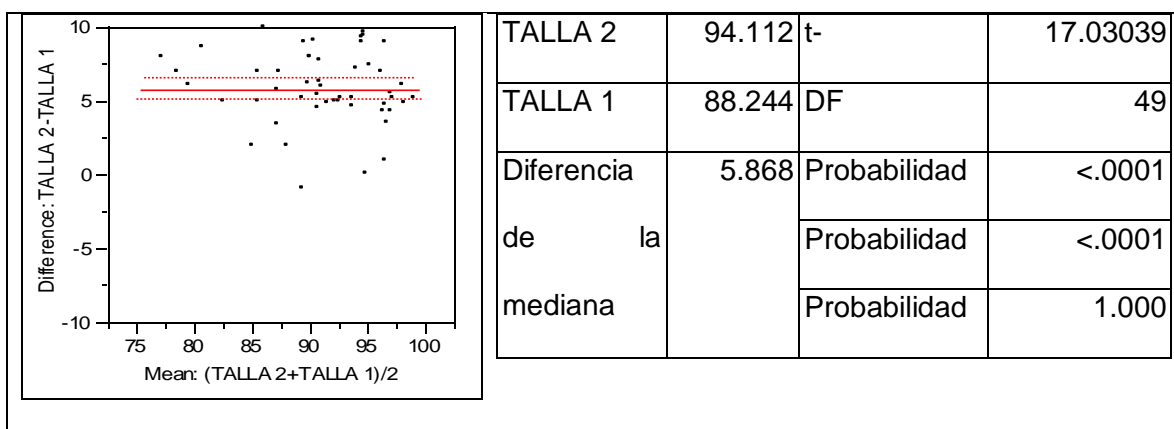 Difference: TALLA 2-TALLA 1
10
5
0
-5
-10
75 80 85 90 95 100
Mean: (TALLA 2+TALLA 1)/2
TALLA 2 94.112 t- 17.03039
TALLA 1 88.244 DF 49
Diferencia 5.868 Probabilidad <.0001
de la Probabilidad <.0001
mediana Probabilidad 1.000